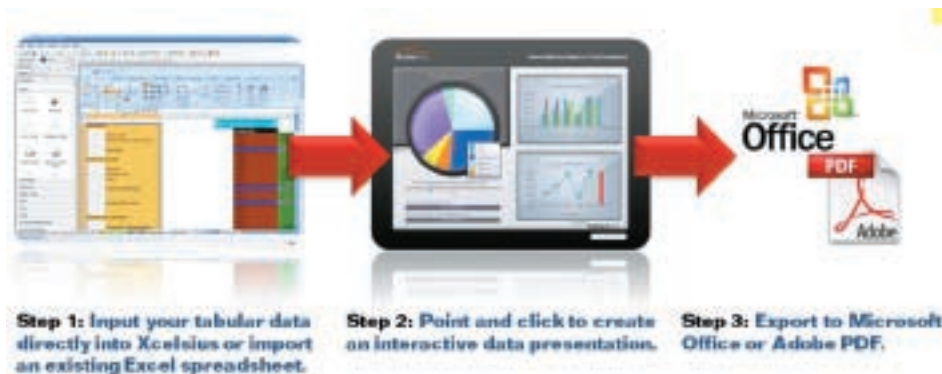 Microsoft
Office
PDF
Adobe
Step 1: Input your tabular data
directly into Xcelsius or import
an existing Excel spreadsheet.
Step 2: Point and click to create
an interactive data presentation.
Step 3: Export to Microsoft
Office or Adobe PDF.